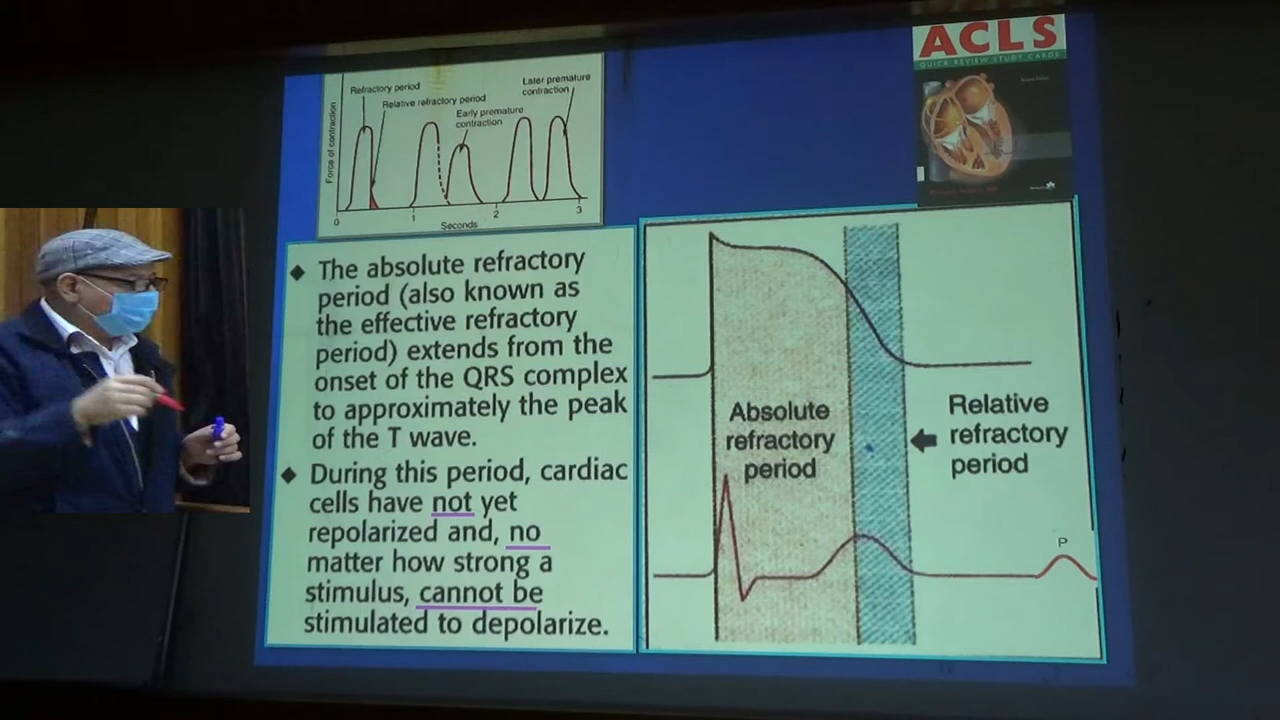 ACLS
QUICK REVIEW STUDY CARDS
Refractory period
Relative refractory period
Early premature
contraction
Later premature
contraction
Force of contraction
0
1
2
3
Seconds
◆ The absolute refractory
period (also known as
the effective refractory
period) extends from the
onset of the QRS complex
to approximately the peak
of the T wave.
◆ During this period, cardiac
cells have not yet
repolarized and, no
matter how strong a
stimulus, cannot be
stimulated to depolarize.
Absolute
refractory
period
Relative
refractory
period
P